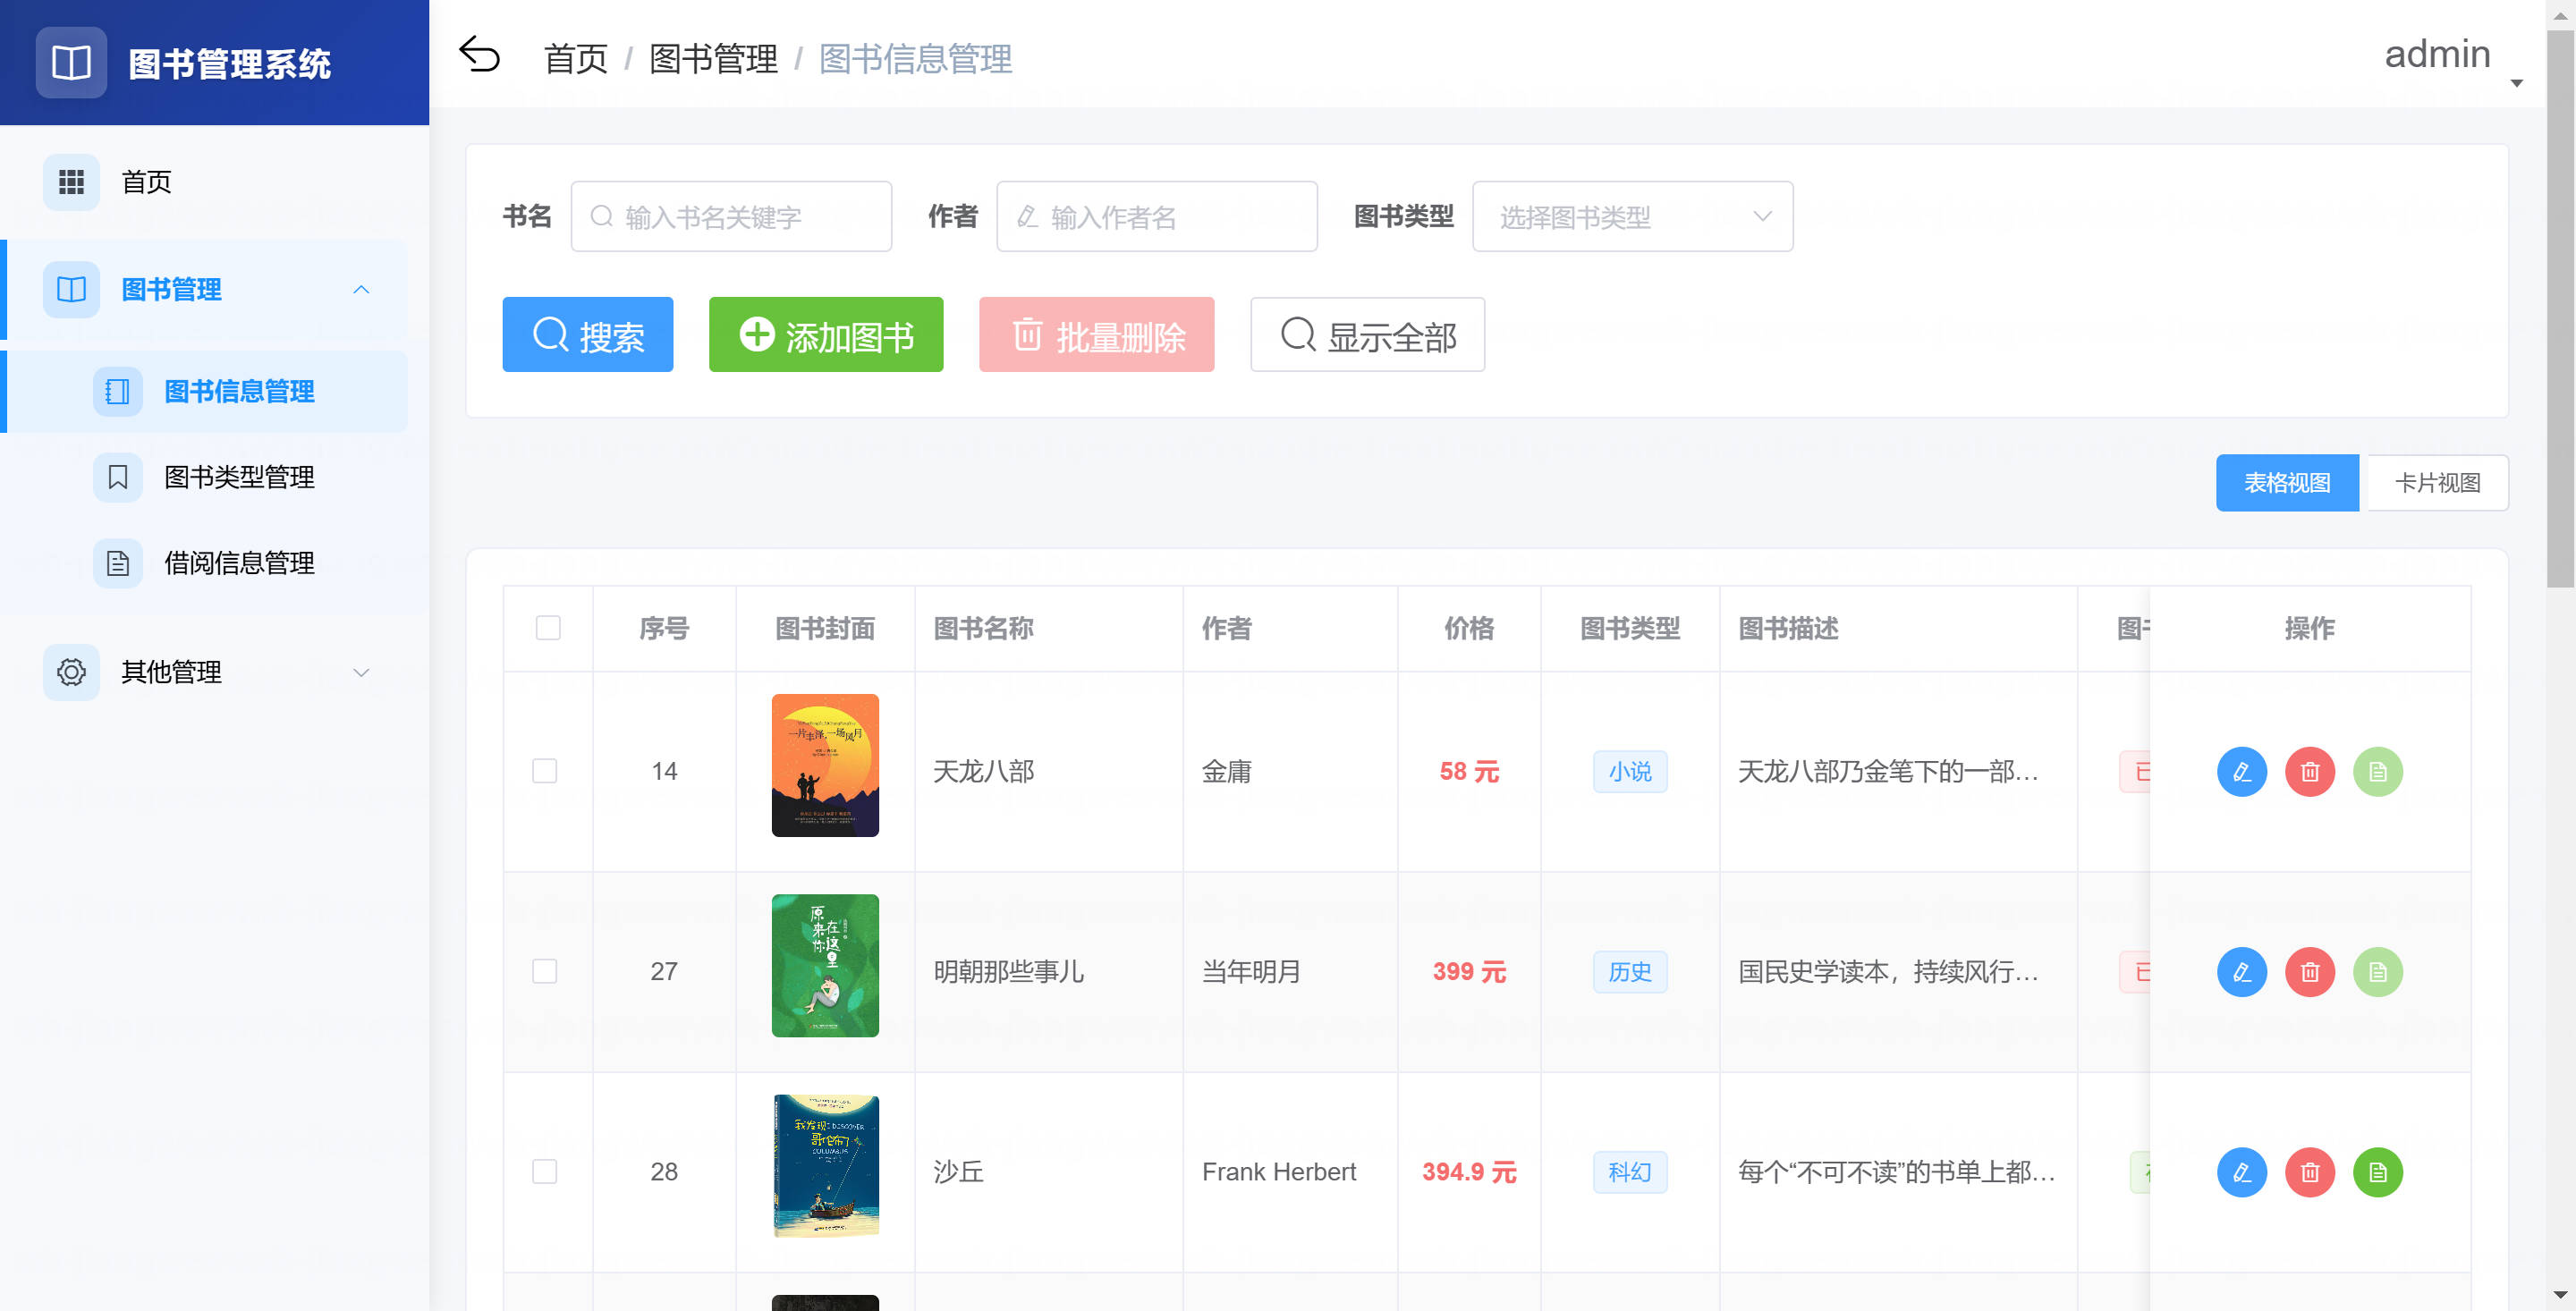 图书管理系统
首页 / 图书管理 / 图书信息管理
admin
首页
图书管理
图书信息管理
图书类型管理
借阅信息管理
其他管理
书名 输入书名关键字 作者 输入作者名 图书类型 选择图书类型
搜索 添加图书 批量删除 显示全部
表格视图 卡片视图
序号 图书封面 图书名称 作者 价格 图书类型 图书描述 图 操作
一片丰泽,一场风月
14 天龙八部 金庸 58 元 小说 天龙八部乃金笔下的一部... 已
原来你
在这里
27 明朝那些事儿 当年明月 399 元 历史 国民史学读本，持续风行... 已
我发现 I DISCOVER
哥伦布了
COLUMBUS
28 沙丘 Frank Herbert 394.9 元 科幻 每个“不可不读”的书单上都...